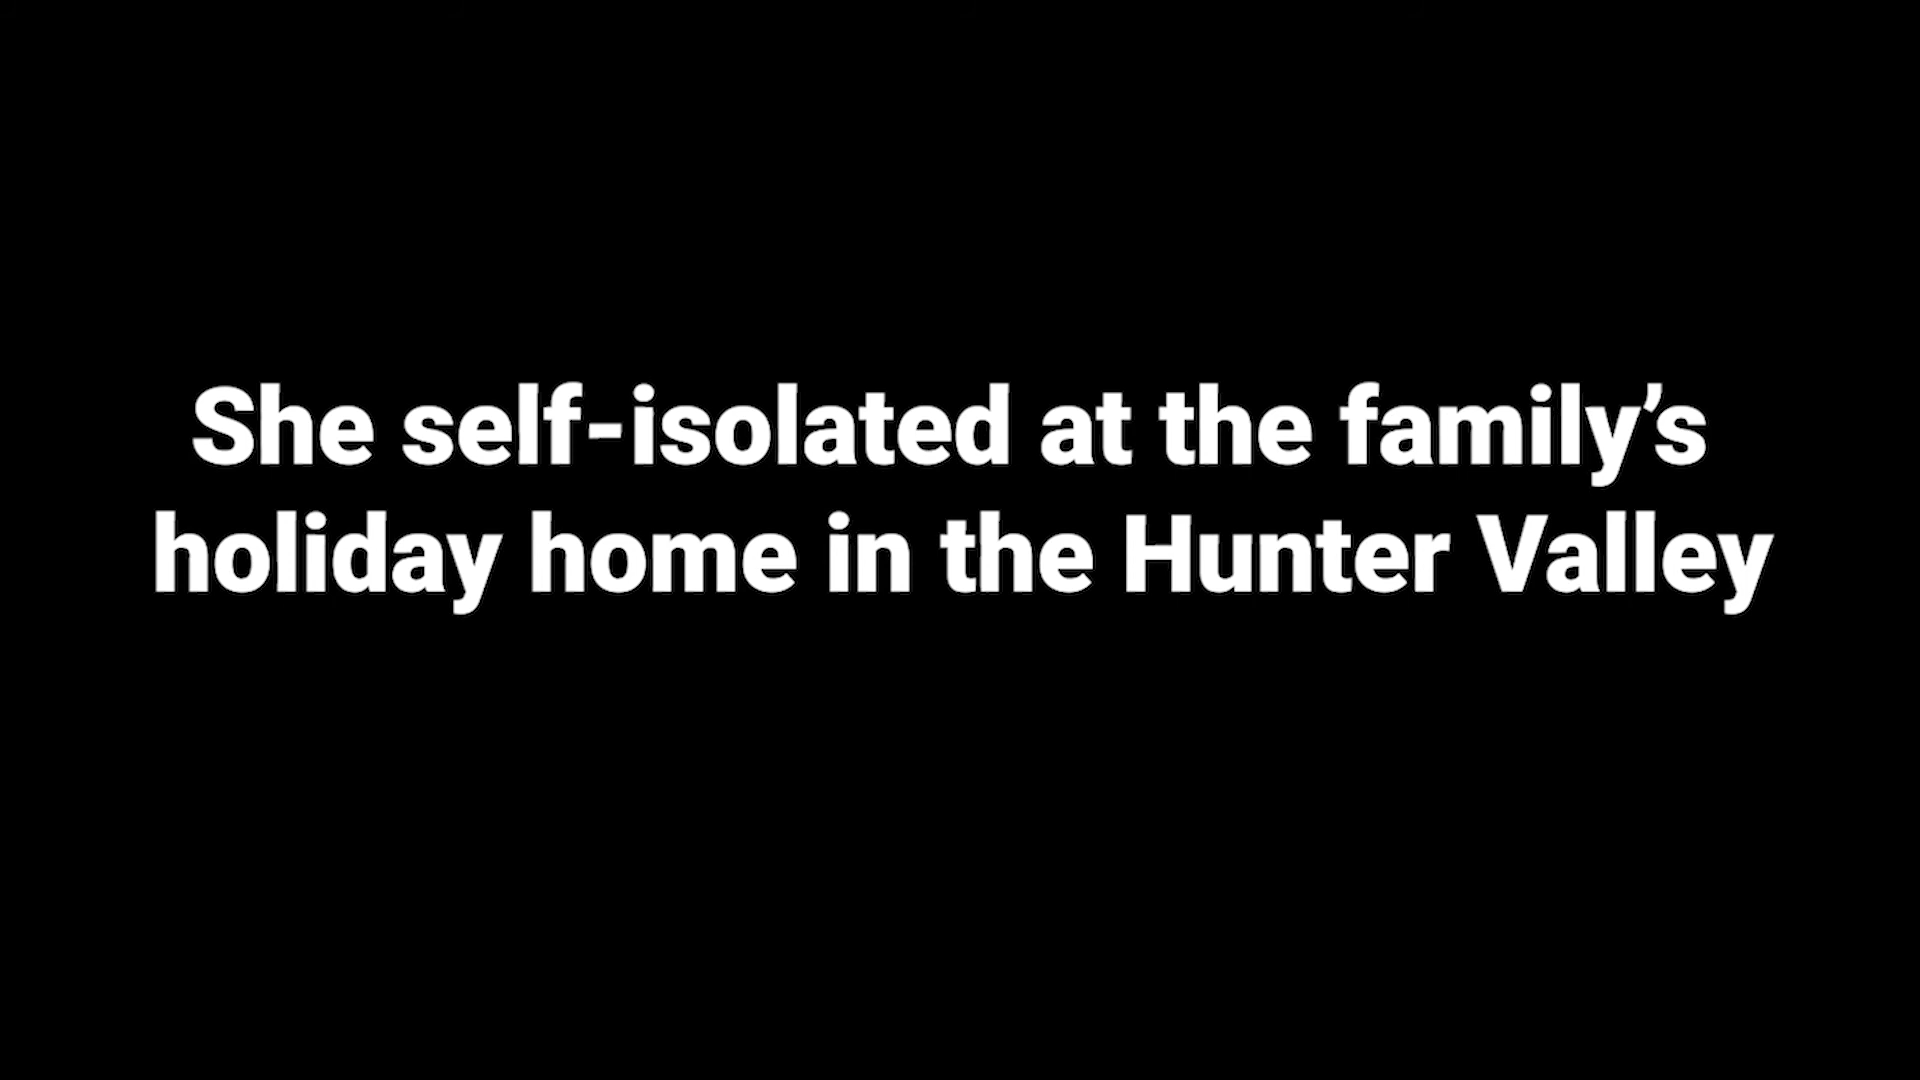 She self-isolated at the family’s
holiday home in the Hunter Valley